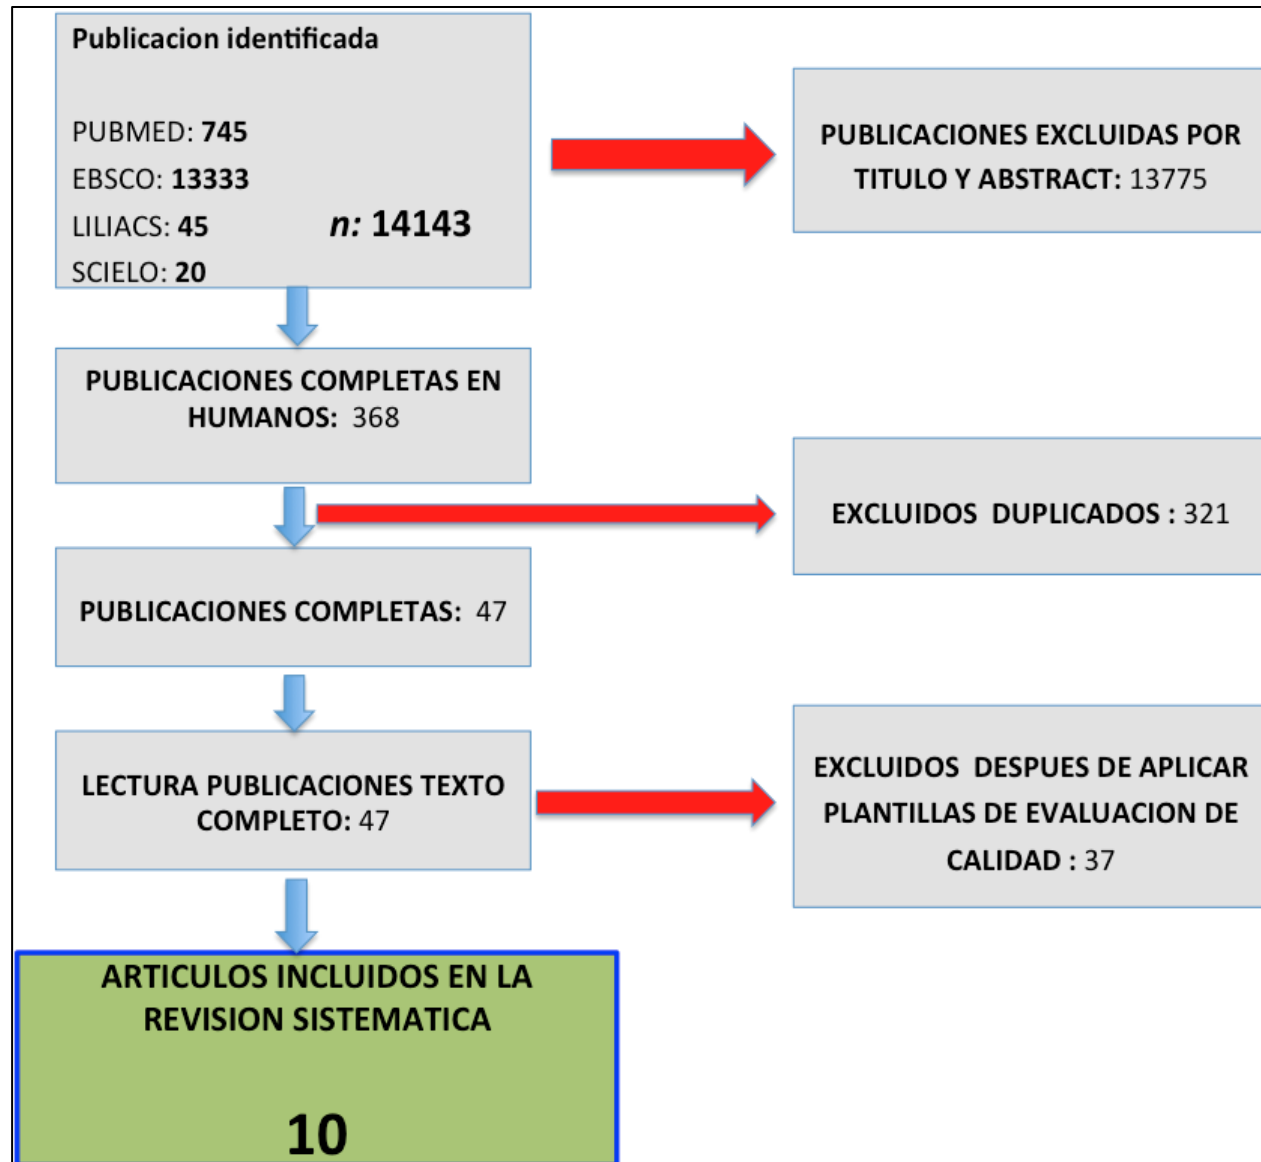 Publicacion identificada
PUBMED: 745
EBSCO: 13333
LILIACS: 45
n: 14143
SCIELO: 20
PUBLICACIONES EXCLUIDAS POR
TITULO Y ABSTRACT: 13775
PUBLICACIONES COMPLETAS EN
HUMANOS: 368
EXCLUIDOS DUPLICADOS : 321
PUBLICACIONES COMPLETAS: 47
LECTURA PUBLICACIONES TEXTO
COMPLETO: 47
EXCLUIDOS DESPUES DE APLICAR
PLANTILLAS DE EVALUACION DE
CALIDAD : 37
ARTICULOS INCLUIDOS EN LA
REVISION SISTEMATICA
10